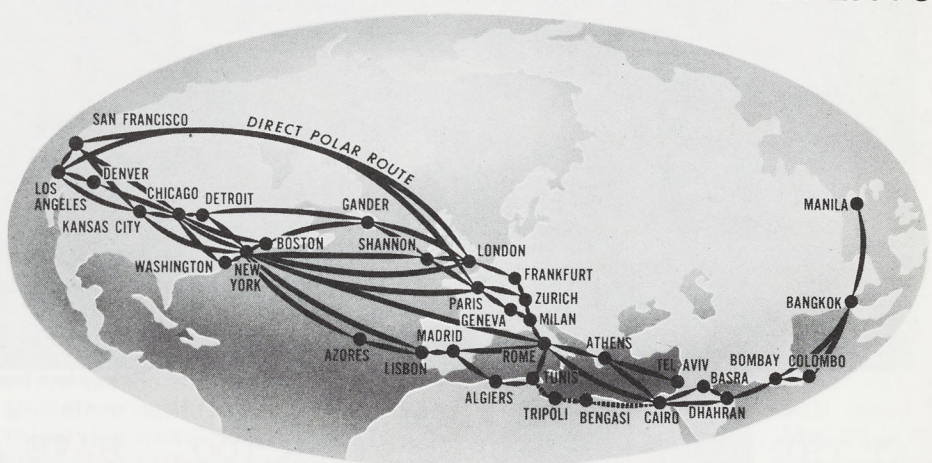 SAN FRANCISCO
DIRECT POLAR ROUTE
DENVER
LOS
ANGELES
CHICAGO
DETROIT
KANSAS CITY
GANDER
MANILA
BOSTON
SHANNON
LONDON
WASHINGTON
NEW
YORK
FRANKFURT
PARIS
ZURICH
BANGKOK
GENEVA
MILAN
AZORES
LISBON
MADRID
ROME
ATHENS
TEL AVIV
BOMBAY
COLOMBO
ALGIERS
TUNIS
BASRA
TRIPOLI
BENGASI
CAIRO
DHAHRAN